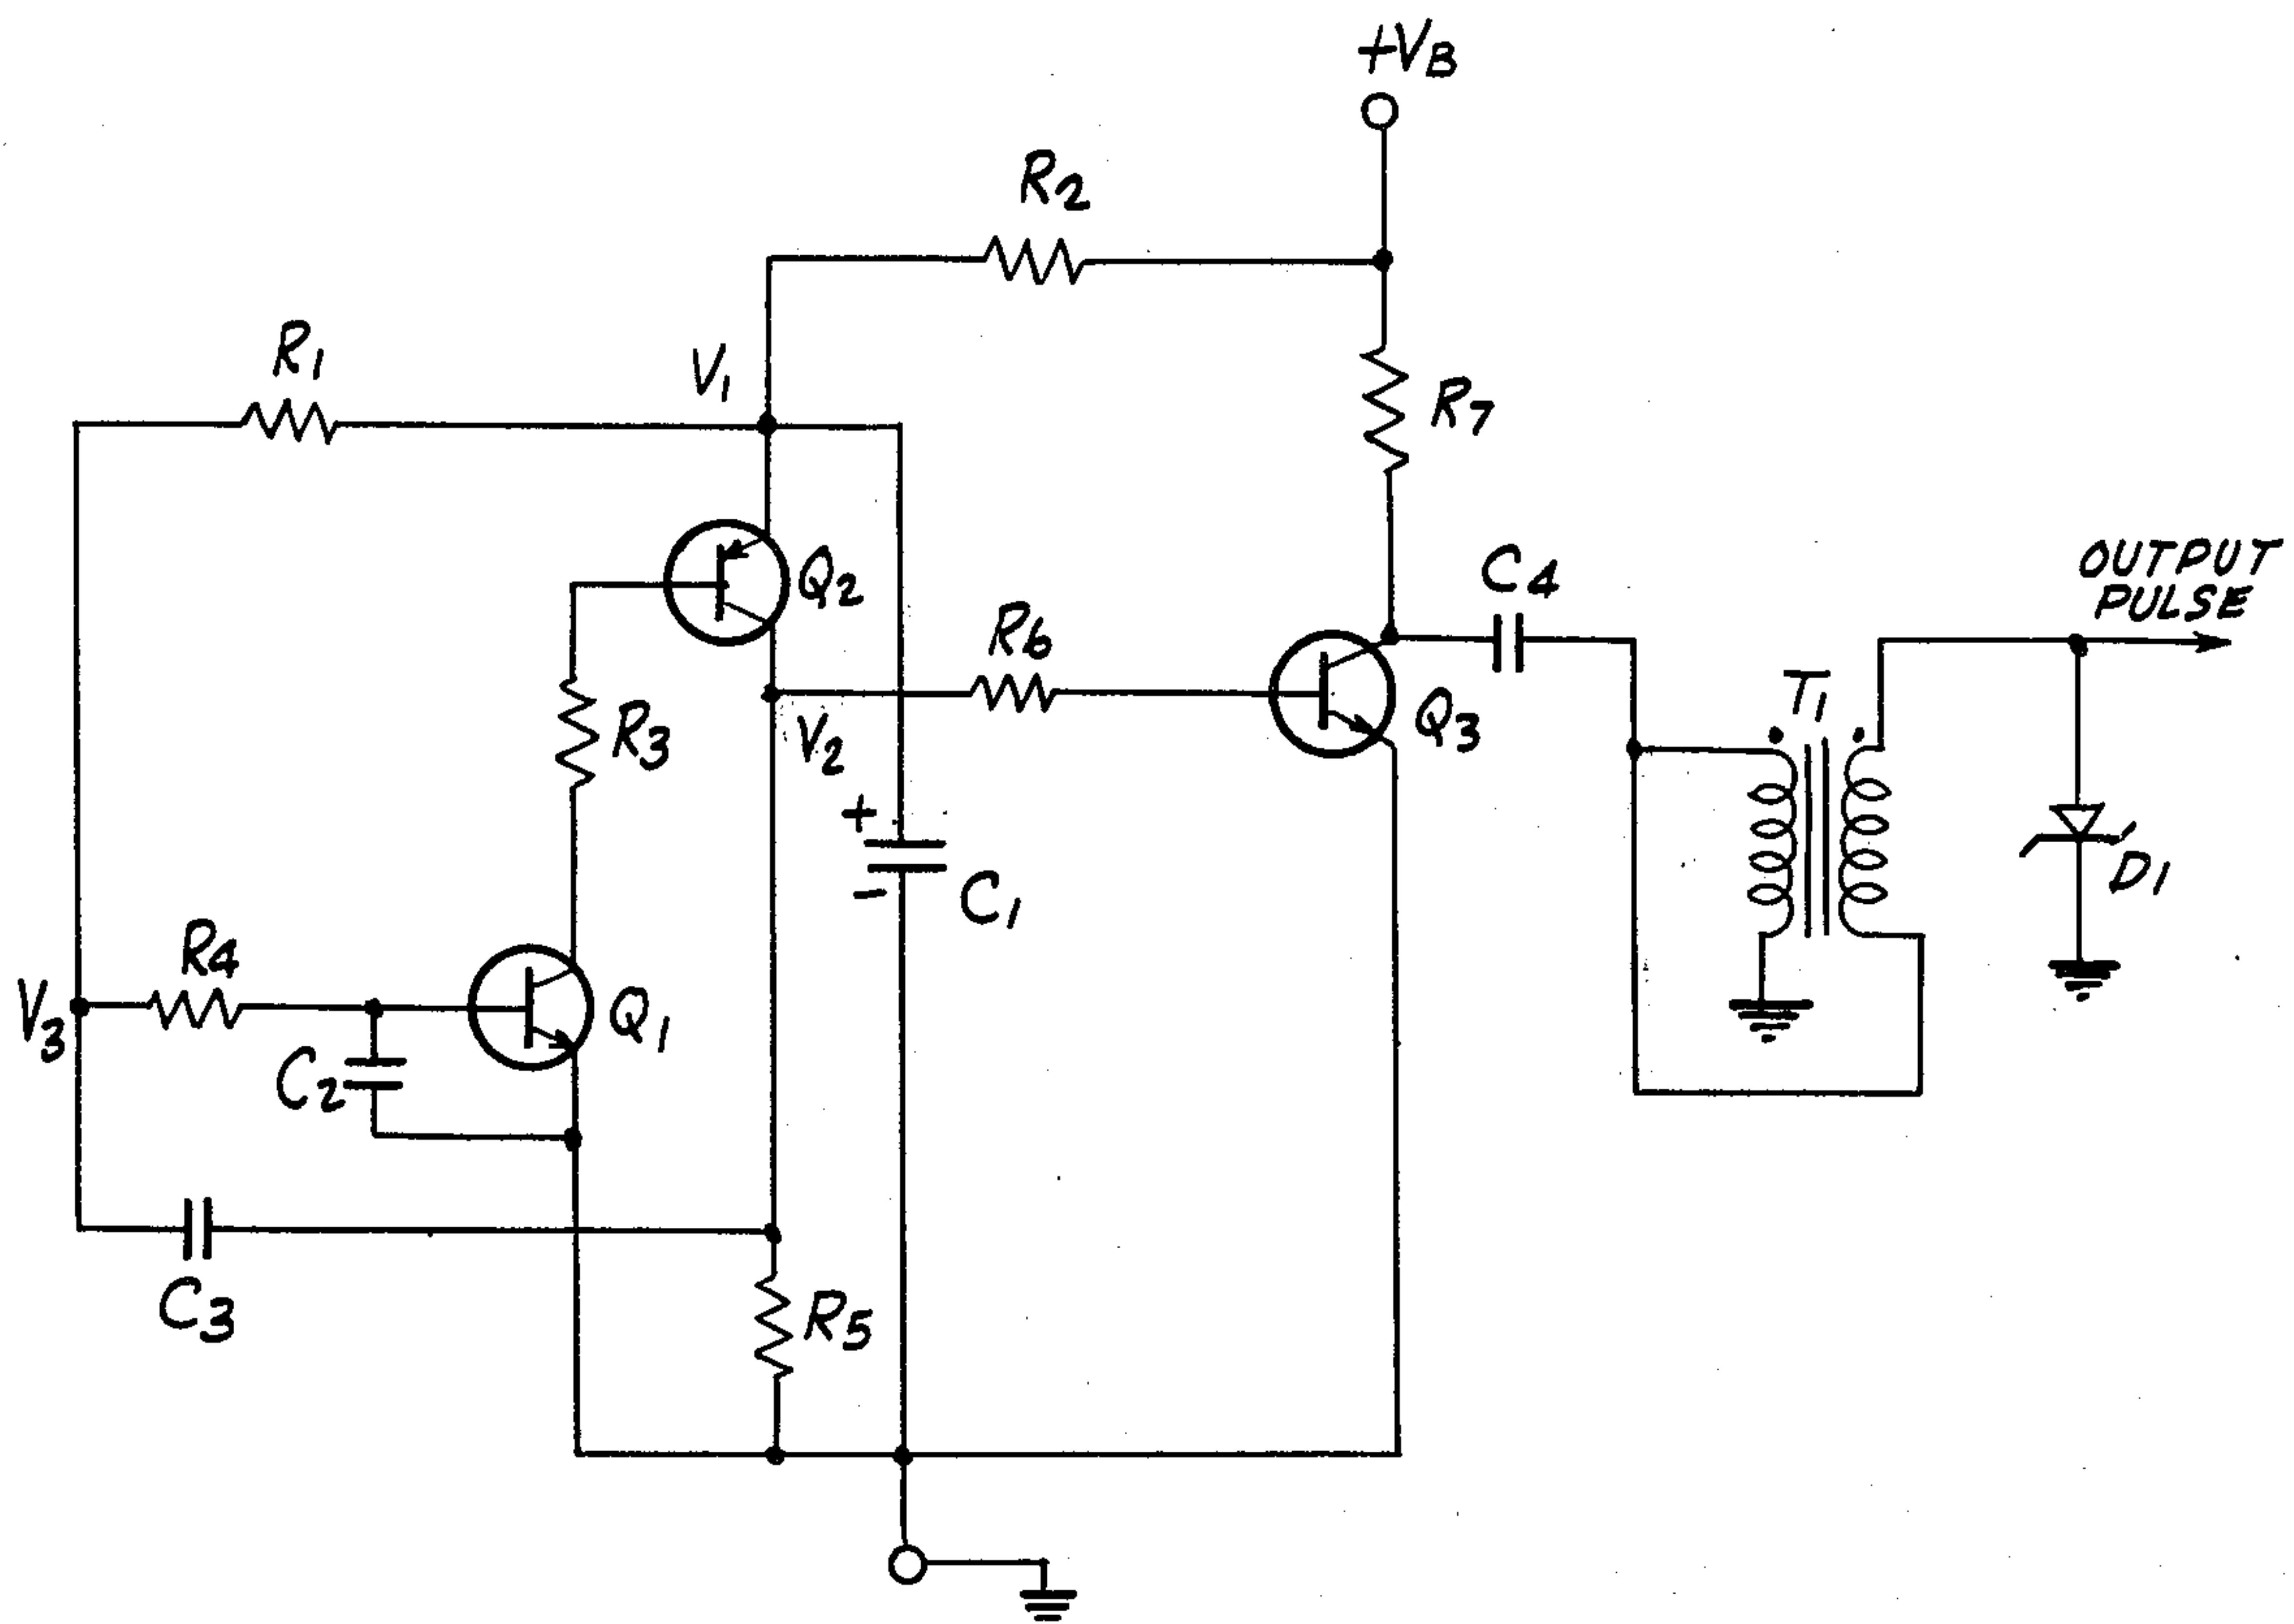 +VB
R2
R1
V1
R7
Q2
C4
OUTPUT
PULSE
R6
T1
R3
V2
Q3
+
-
C1
D1
R4
V3
Q1
C2
C3
R5